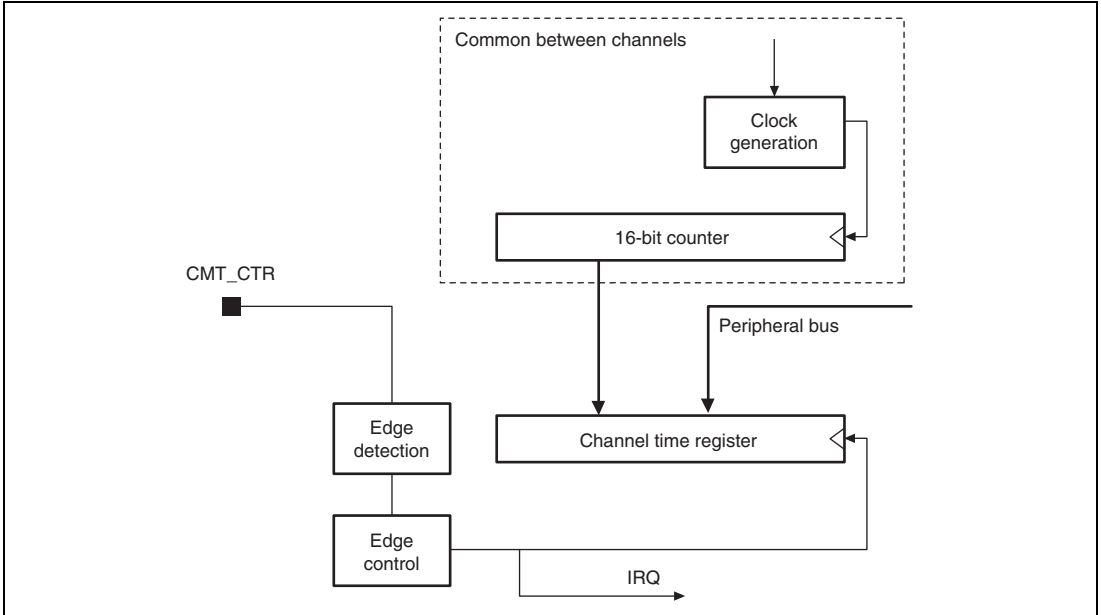 Common between channels
Clock
generation
16-bit counter
CMT_CTR
Peripheral bus
Edge
detection
Channel time register
Edge
control
IRQ